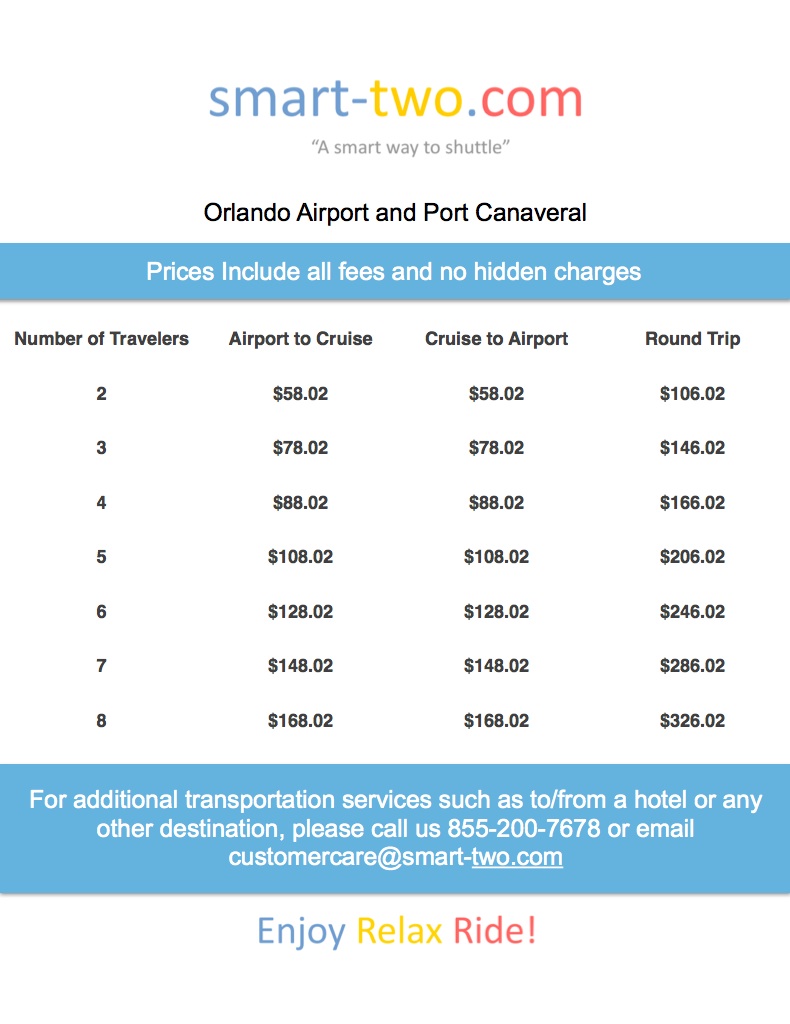 smart-two.com
“A smart way to shuttle”
Orlando Airport and Port Canaveral
Prices Include all fees and no hidden charges
Number of Travelers Airport to Cruise Cruise to Airport Round Trip
2 $58.02 $58.02 $106.02
3 $78.02 $78.02 $146.02
4 $88.02 $88.02 $166.02
5 $108.02 $108.02 $206.02
6 $128.02 $128.02 $246.02
7 $148.02 $148.02 $286.02
8 $168.02 $168.02 $326.02
For additional transportation services such as to/from a hotel or any
other destination, please call us 855-200-7678 or email
customercare@smart-two.com
Enjoy Relax Ride!